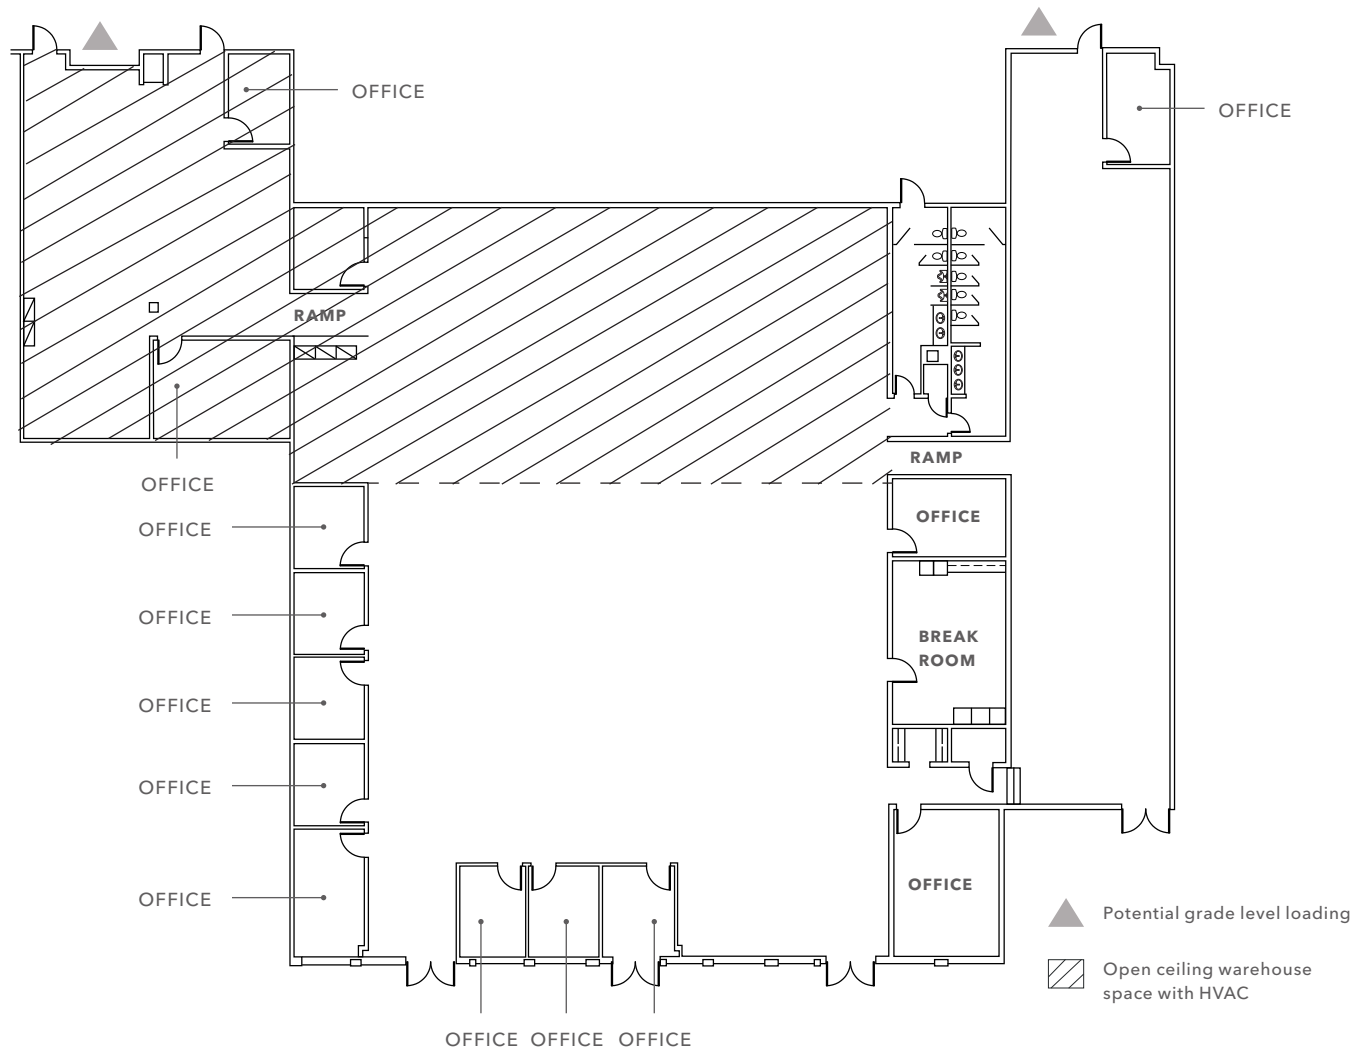 OFFICE
OFFICE
RAMP
RAMP
OFFICE
OFFICE
OFFICE
OFFICE
BREAK
ROOM
OFFICE
OFFICE
OFFICE
OFFICE
OFFICE
Potential grade level loading
Open ceiling warehouse
space with HVAC
OFFICE OFFICE OFFICE